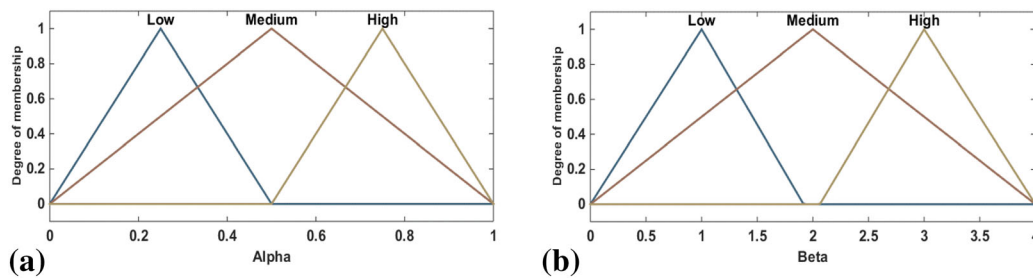 Low Medium High
Degree of membership
1
0.8
0.6
0.4
0.2
0
0 0.2 0.4 0.6 0.8 1
Alpha
(a)
Low Medium High
Degree of membership
1
0.8
0.6
0.4
0.2
0
0 0.5 1 1.5 2 2.5 3 3.5 4
Beta
(b)